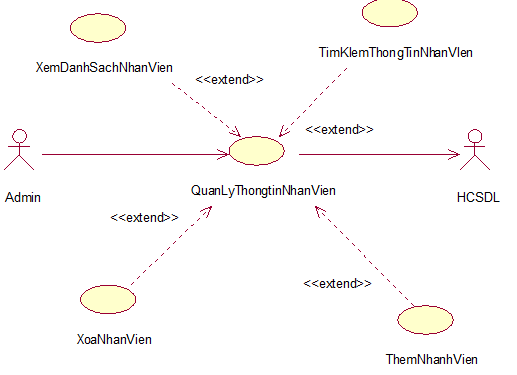 TimKIemThongTinNhanVIen
XemDanhSachNhanVien
<<extend>>
<<extend>>
Admin
QuanLyThongtinNhanVien
HCSDL
<<extend>>
<<extend>>
XoaNhanVien
ThemNhanhVien